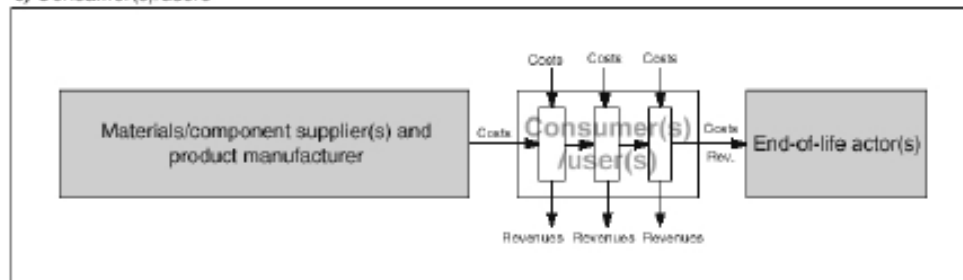 Costs Costs Costs
Materials/component supplier(s) and
product manufacturer
Costs
Consumer(s)
/user(s)
Costs
Rev.
End-of-life actor(s)
Revenues Revenues Revenues